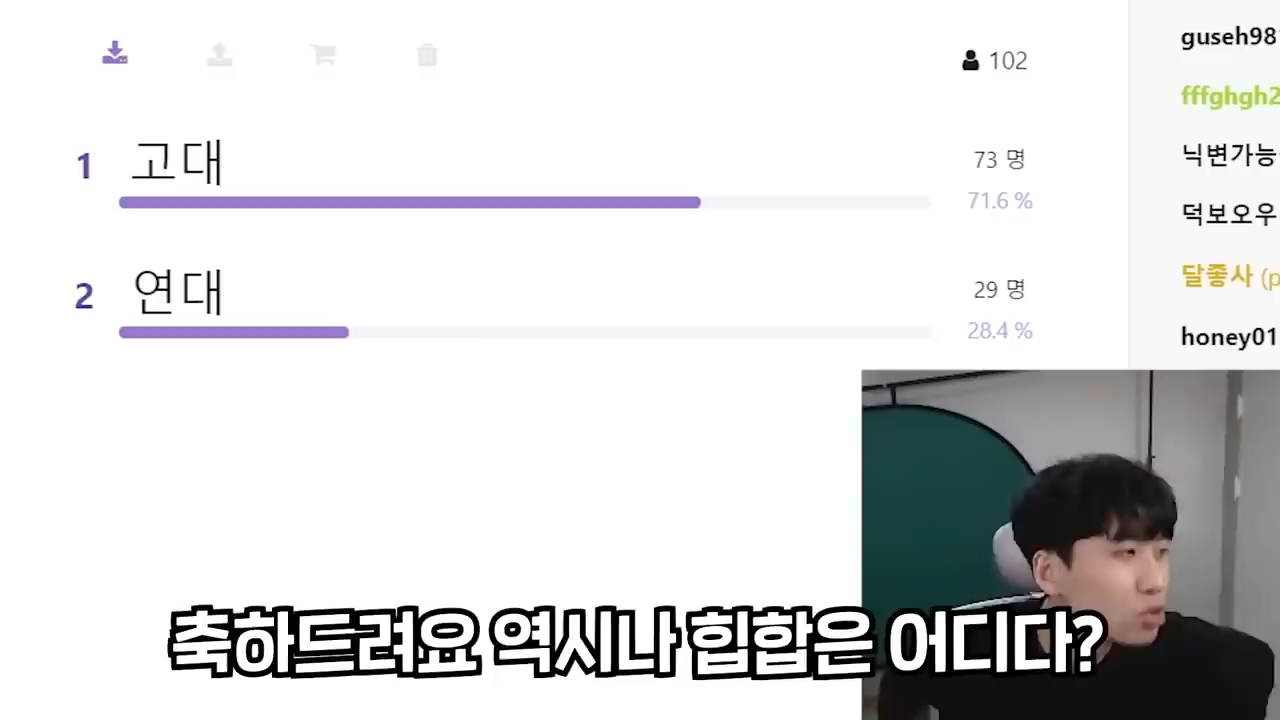 102
guseh98
fffghgh2
1 고대 73 명
71.6 %
닉변가능
덕보오우
2 연대 29 명
28.4 %
달좋사 (p
honey01
축하드려요 역시나 힙합은 어디다?